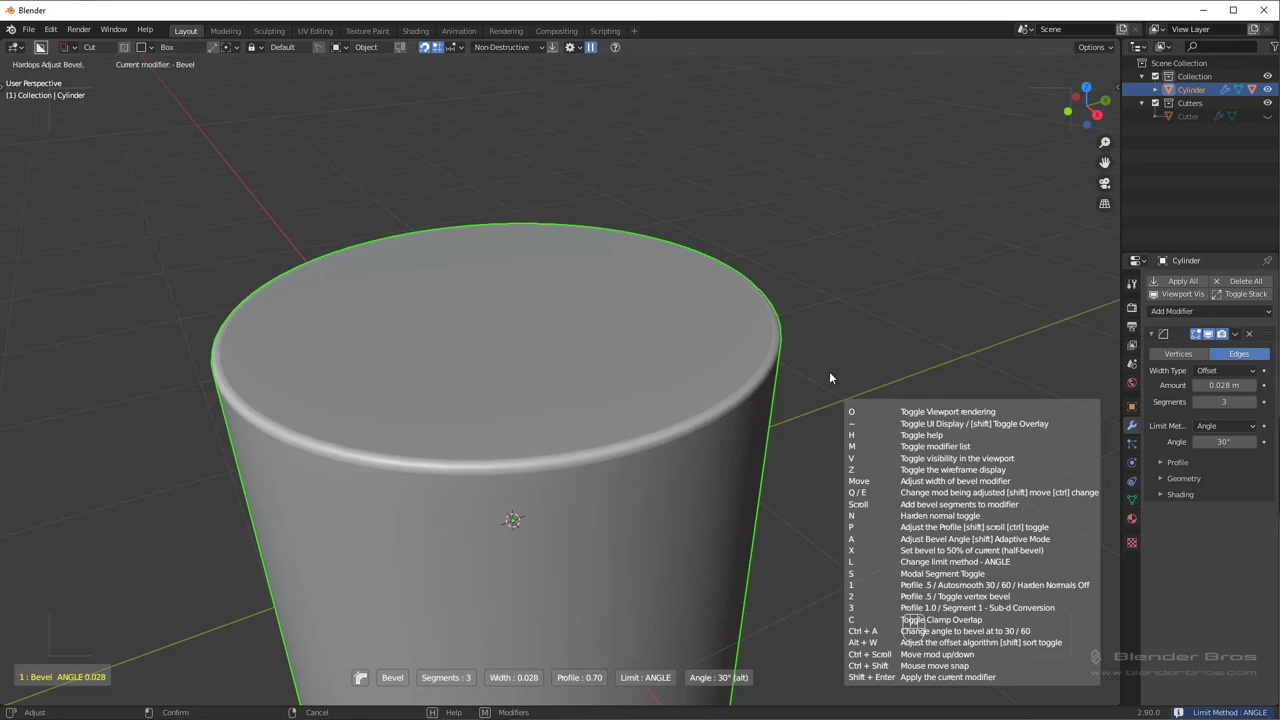 Blender
File Edit Render Window Help Layout Modeling Sculpting UV Editing Texture Paint Shading Animation Rendering Compositing Scripting + Scene View Layer
Cut Box Default Object Non-Destructive Options
Hardops Adjust Bevel, Current modifier: - Bevel
User Perspective
(1) Collection | Cylinder
Z
Y
X
Scene Collection
Collection
Cylinder
Cutters
Cutter
Cylinder
Apply All Delete All
Viewport Vis Toggle Stack
Add Modifier
Vertices Edges
Width Type Offset
Amount 0.028 m
Segments 3
Limit Met... Angle
Angle 30°
Profile
Geometry
Shading
O Toggle Viewport rendering
~ Toggle UI Display / [shift] Toggle Overlay
H Toggle help
M Toggle modifier list
V Toggle visibility in the viewport
Z Toggle the wireframe display
Move Adjust width of bevel modifier
Q / E Change mod being adjusted [shift] move [ctrl] change
Scroll Add bevel segments to modifier
N Harden normal toggle
P Adjust the Profile [shift] scroll [ctrl] toggle
A Adjust Bevel Angle [shift] Adaptive Mode
X Set bevel to 50% of current (half-bevel)
L Change limit method - ANGLE
S Modal Segment Toggle
1 Profile .5 / Autosmooth 30 / 60 / Harden Normals Off
2 Profile .5 / Toggle vertex bevel
3 Profile 1.0 / Segment 1 - Sub-d Conversion
C Toggle Clamp Overlap
Ctrl + A Change angle to bevel at to 30 / 60
Alt + W Adjust the offset algorithm [shift] sort toggle
Ctrl + Scroll Move mod up/down
Ctrl + Shift Mouse move snap
Shift + Enter Apply the current modifier
Blender Bros
www.blenderbros.com
1 : Bevel ANGLE 0.028
Bevel Segments : 3 Width : 0.028 Profile : 0.70 Limit : ANGLE Angle : 30° (alt)
Adjust Confirm Cancel H Help M Modifiers 2.90.0 Limit Method : ANGLE